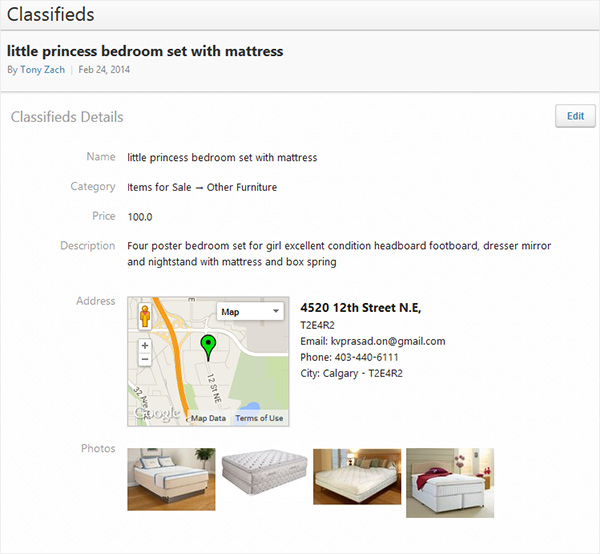 Classifieds
little princess bedroom set with mattress
By Tony Zach | Feb 24, 2014
Classifieds Details
Edit
Name little princess bedroom set with mattress
Category Items for Sale → Other Furniture
Price 100.0
Description Four poster bedroom set for girl excellent condition headboard footboard, dresser mirror
and nightstand with mattress and box spring
Address
Map
+
−
12 St NE
32 Ave
Google
Map Data Terms of Use
4520 12th Street N.E,
T2E4R2
Email: kvprasad.on@gmail.com
Phone: 403-440-6111
City: Calgary - T2E4R2
Photos